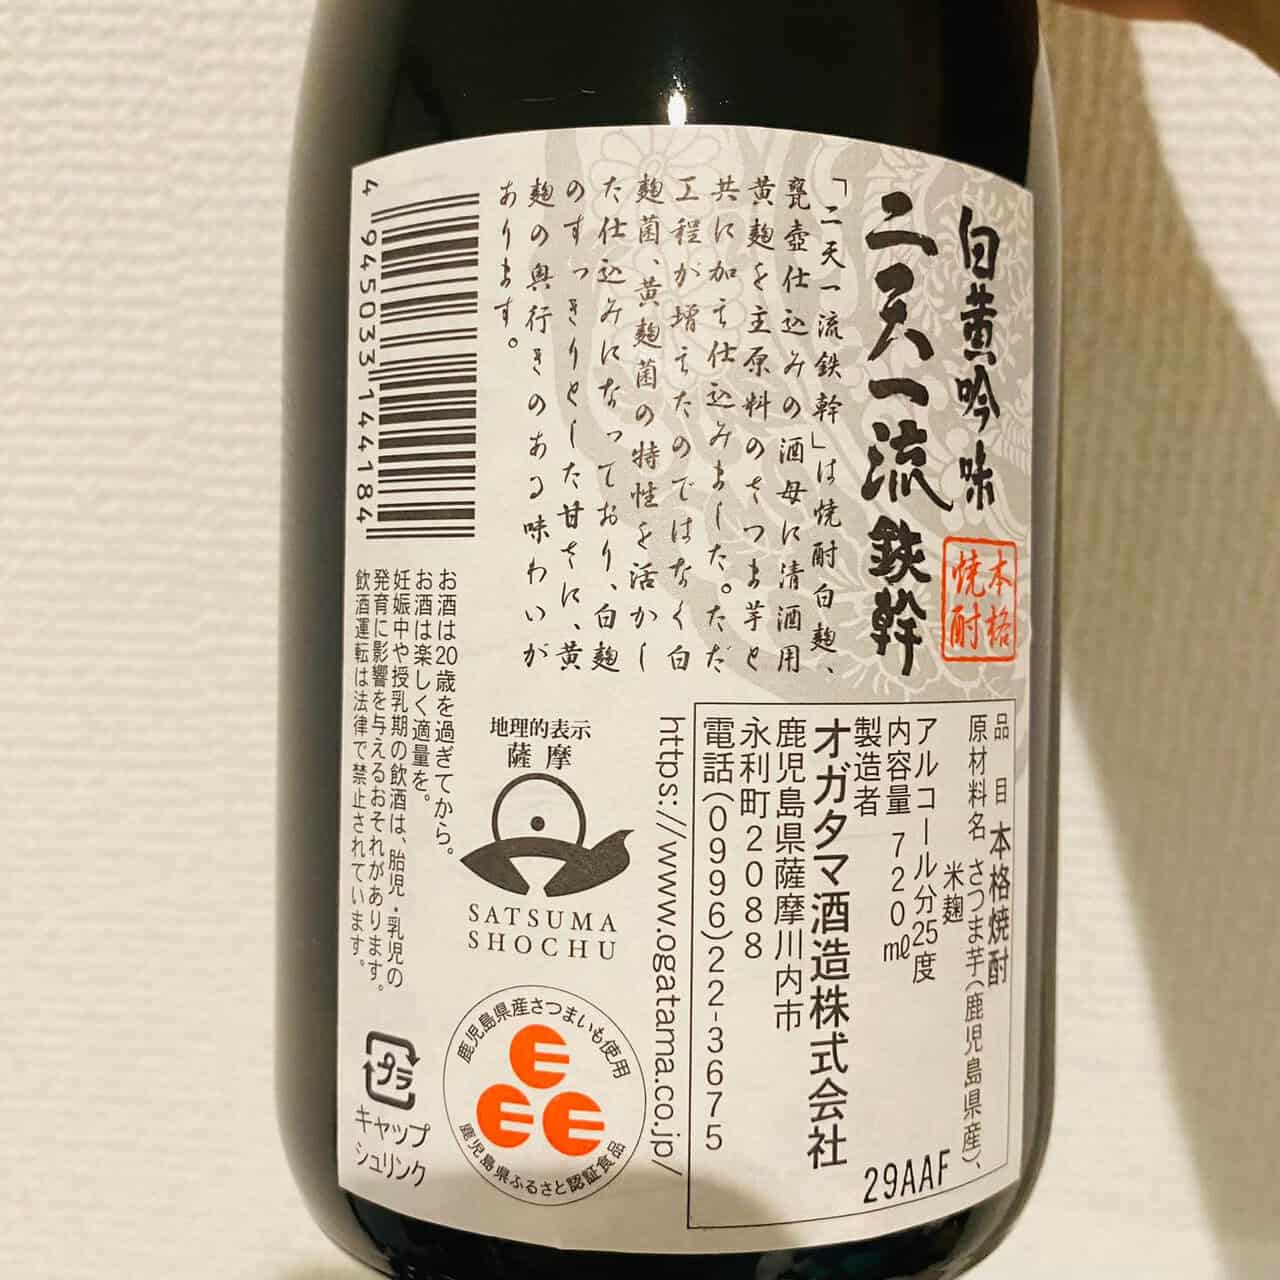 白黄吟味
二天一流 鉄幹
本格
焼酎
「二天一流鉄幹」は焼酎白麹、
甕壺仕込みの酒母に清酒用
黄麹を主原料のさつま芋と
共に加え仕込みました。ただ
工程が増えたのではなく白
麹菌、黄麹菌の特性を活かし
た仕込みになっており、白麹
のすっきりとした甘さに、黄
麹の奥行きのある味わいが
あります。
品目 本格焼酎
原材料名 さつま芋(鹿児島県産)、
米麹
アルコール分25度
内容量 720㎖
製造者
オガタマ酒造株式会社
鹿児島県薩摩川内市
永利町2088
電話(0996)22-3675
https://www.ogatama.co.jp/
29AAF
4945033144184
お酒は20歳を過ぎてから。
お酒は楽しく適量を。
妊娠中や授乳期の飲酒は、胎児・乳児の
発育に影響を与えるおそれがあります。
飲酒運転は法律で禁止されています。
地理的表示
薩摩
SATSUMA
SHOCHU
鹿児島県産さつまいも使用
鹿児島県ふるさと認証食品
プラ
キャップ
シュリンク